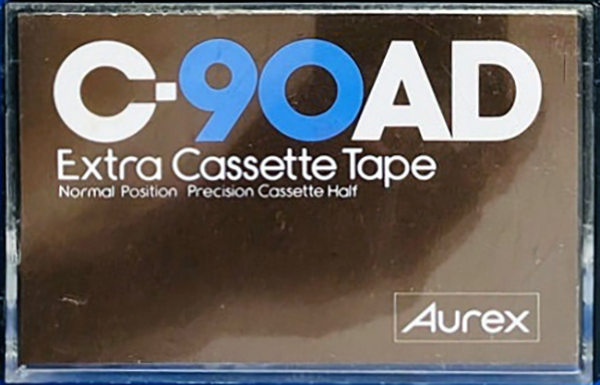 C-90AD
Extra Cassette Tape
Normal Position Precision Cassette Half
Aurex